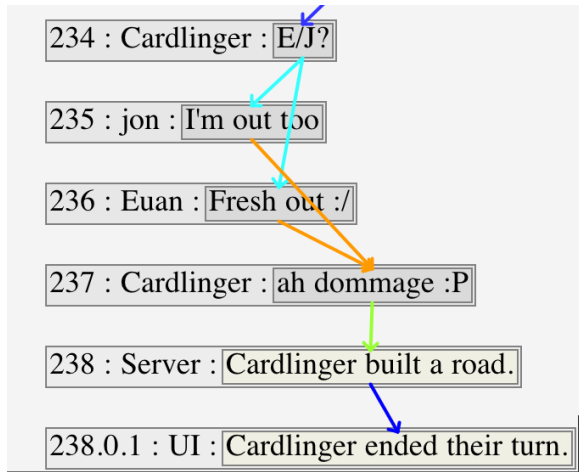 234 : Cardlinger : E/J?
235 : jon : I'm out too
236 : Euan : Fresh out :/
237 : Cardlinger : ah dommage :P
238 : Server : Cardlinger built a road.
238.0.1 : UI : Cardlinger ended their turn.